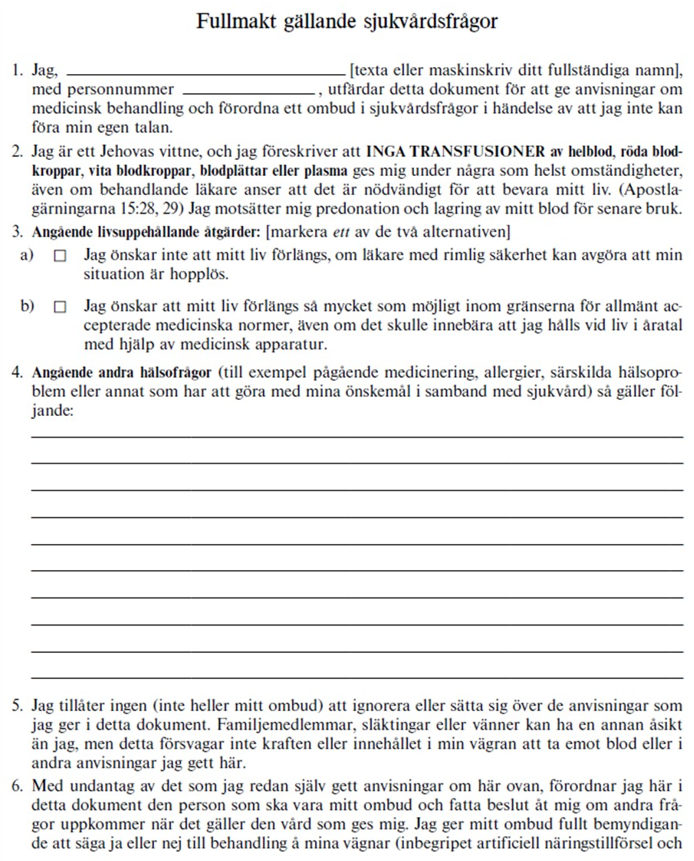 Fullmakt gällande sjukvårdsfrågor
1. Jag, ______________________ [texta eller maskinskriv ditt fullständiga namn],
med personnummer ______________ , utfärdar detta dokument för att ge anvisningar om
medicinsk behandling och förordna ett ombud i sjukvårdsfrågor i händelse av att jag inte kan
föra min egen talan.
2. Jag är ett Jehovas vittne, och jag föreskriver att INGA TRANSFUSIONER av helblod, röda blod-
kroppar, vita blodkroppar, blodplättar eller plasma ges mig under några som helst omständigheter,
även om behandlande läkare anser att det är nödvändigt för att bevara mitt liv. (Apostla-
gärningarna 15:28, 29) Jag motsätter mig predonation och lagring av mitt blod för senare bruk.
3. Angående livsuppehållande åtgärder: [markera ett av de två alternativen]
a) ☐ Jag önskar inte att mitt liv förlängs, om läkare med rimlig säkerhet kan avgöra att min
situation är hopplös.
b) ☐ Jag önskar att mitt liv förlängs så mycket som möjligt inom gränserna för allmänt ac-
cepterade medicinska normer, även om det skulle innebära att jag hålls vid liv i åratal
med hjälp av medicinsk apparatur.
4. Angående andra hälsofrågor (till exempel pågående medicinering, allergier, särskilda hälsopro-
blem eller annat som har att göra med mina önskemål i samband med sjukvård) så gäller föl-
jande:
5. Jag tillåter ingen (inte heller mitt ombud) att ignorera eller sätta sig över de anvisningar som
jag ger i detta dokument. Familjemedlemmar, släktingar eller vänner kan ha en annan åsikt
än jag, men detta försvagar inte kraften eller innehållet i min vägran att ta emot blod eller i
andra anvisningar jag gett här.
6. Med undantag av det som jag redan själv gett anvisningar om här ovan, förordnar jag här i
detta dokument den person som ska vara mitt ombud och fatta beslut åt mig om andra frå-
gor uppkommer när det gäller den vård som ges mig. Jag ger mitt ombud fullt bemyndigan-
de att säga ja eller nej till behandling å mina vägnar (inbegripet artificiell näringstillförsel och